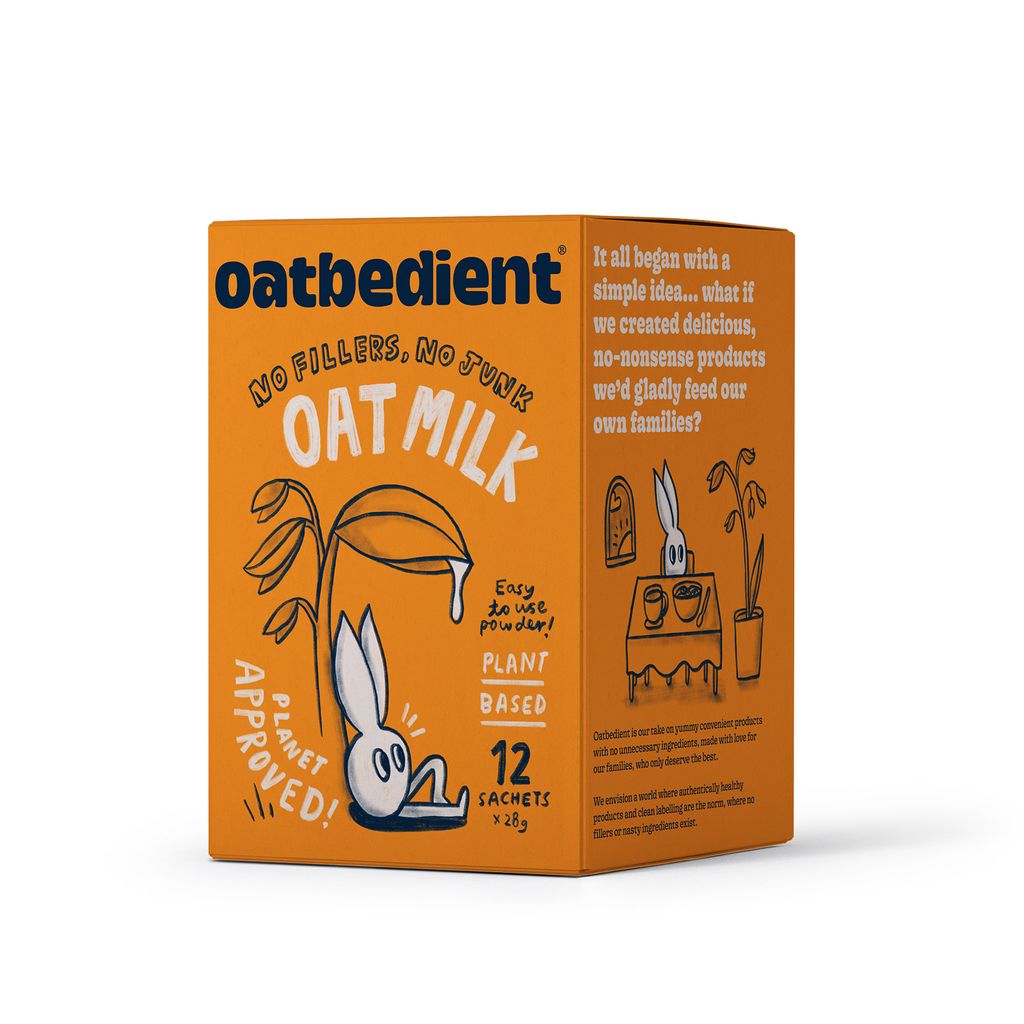 oatbedient®
NO FILLERS, NO JUNK
OAT MILK
Easy
to use
powder!
PLANT
BASED
PLANET
APPROVED!
12
SACHETS
x 28g
It all began with a
simple idea... what if
we created delicious,
no-nonsense products
we'd gladly feed our
own families?
Oatbedient is our take on yummy convenient products
with no unnecessary ingredients, made with love for
our families, who only deserve the best.
We envision a world where authentically healthy
products and clean labelling are the norm, where no
fillers or nasty ingredients exist.